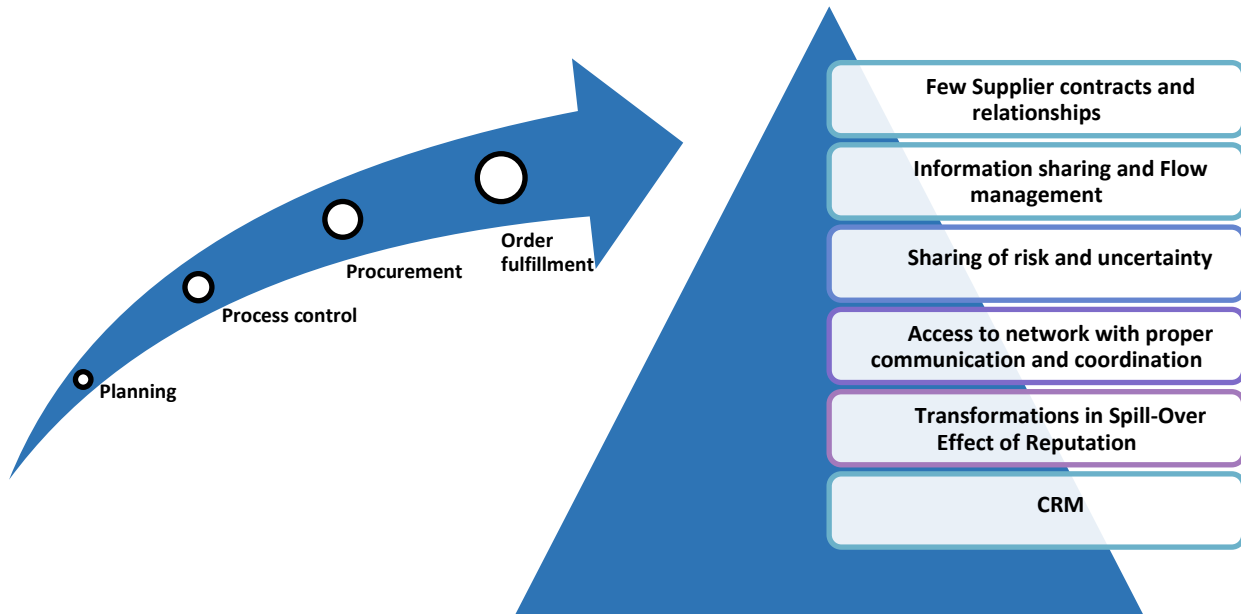 Planning
Process control
Procurement
Order
fulfillment
Few Supplier contracts and
relationships
Information sharing and Flow
management
Sharing of risk and uncertainty
Access to network with proper
communication and coordination
Transformations in Spill-Over
Effect of Reputation
CRM